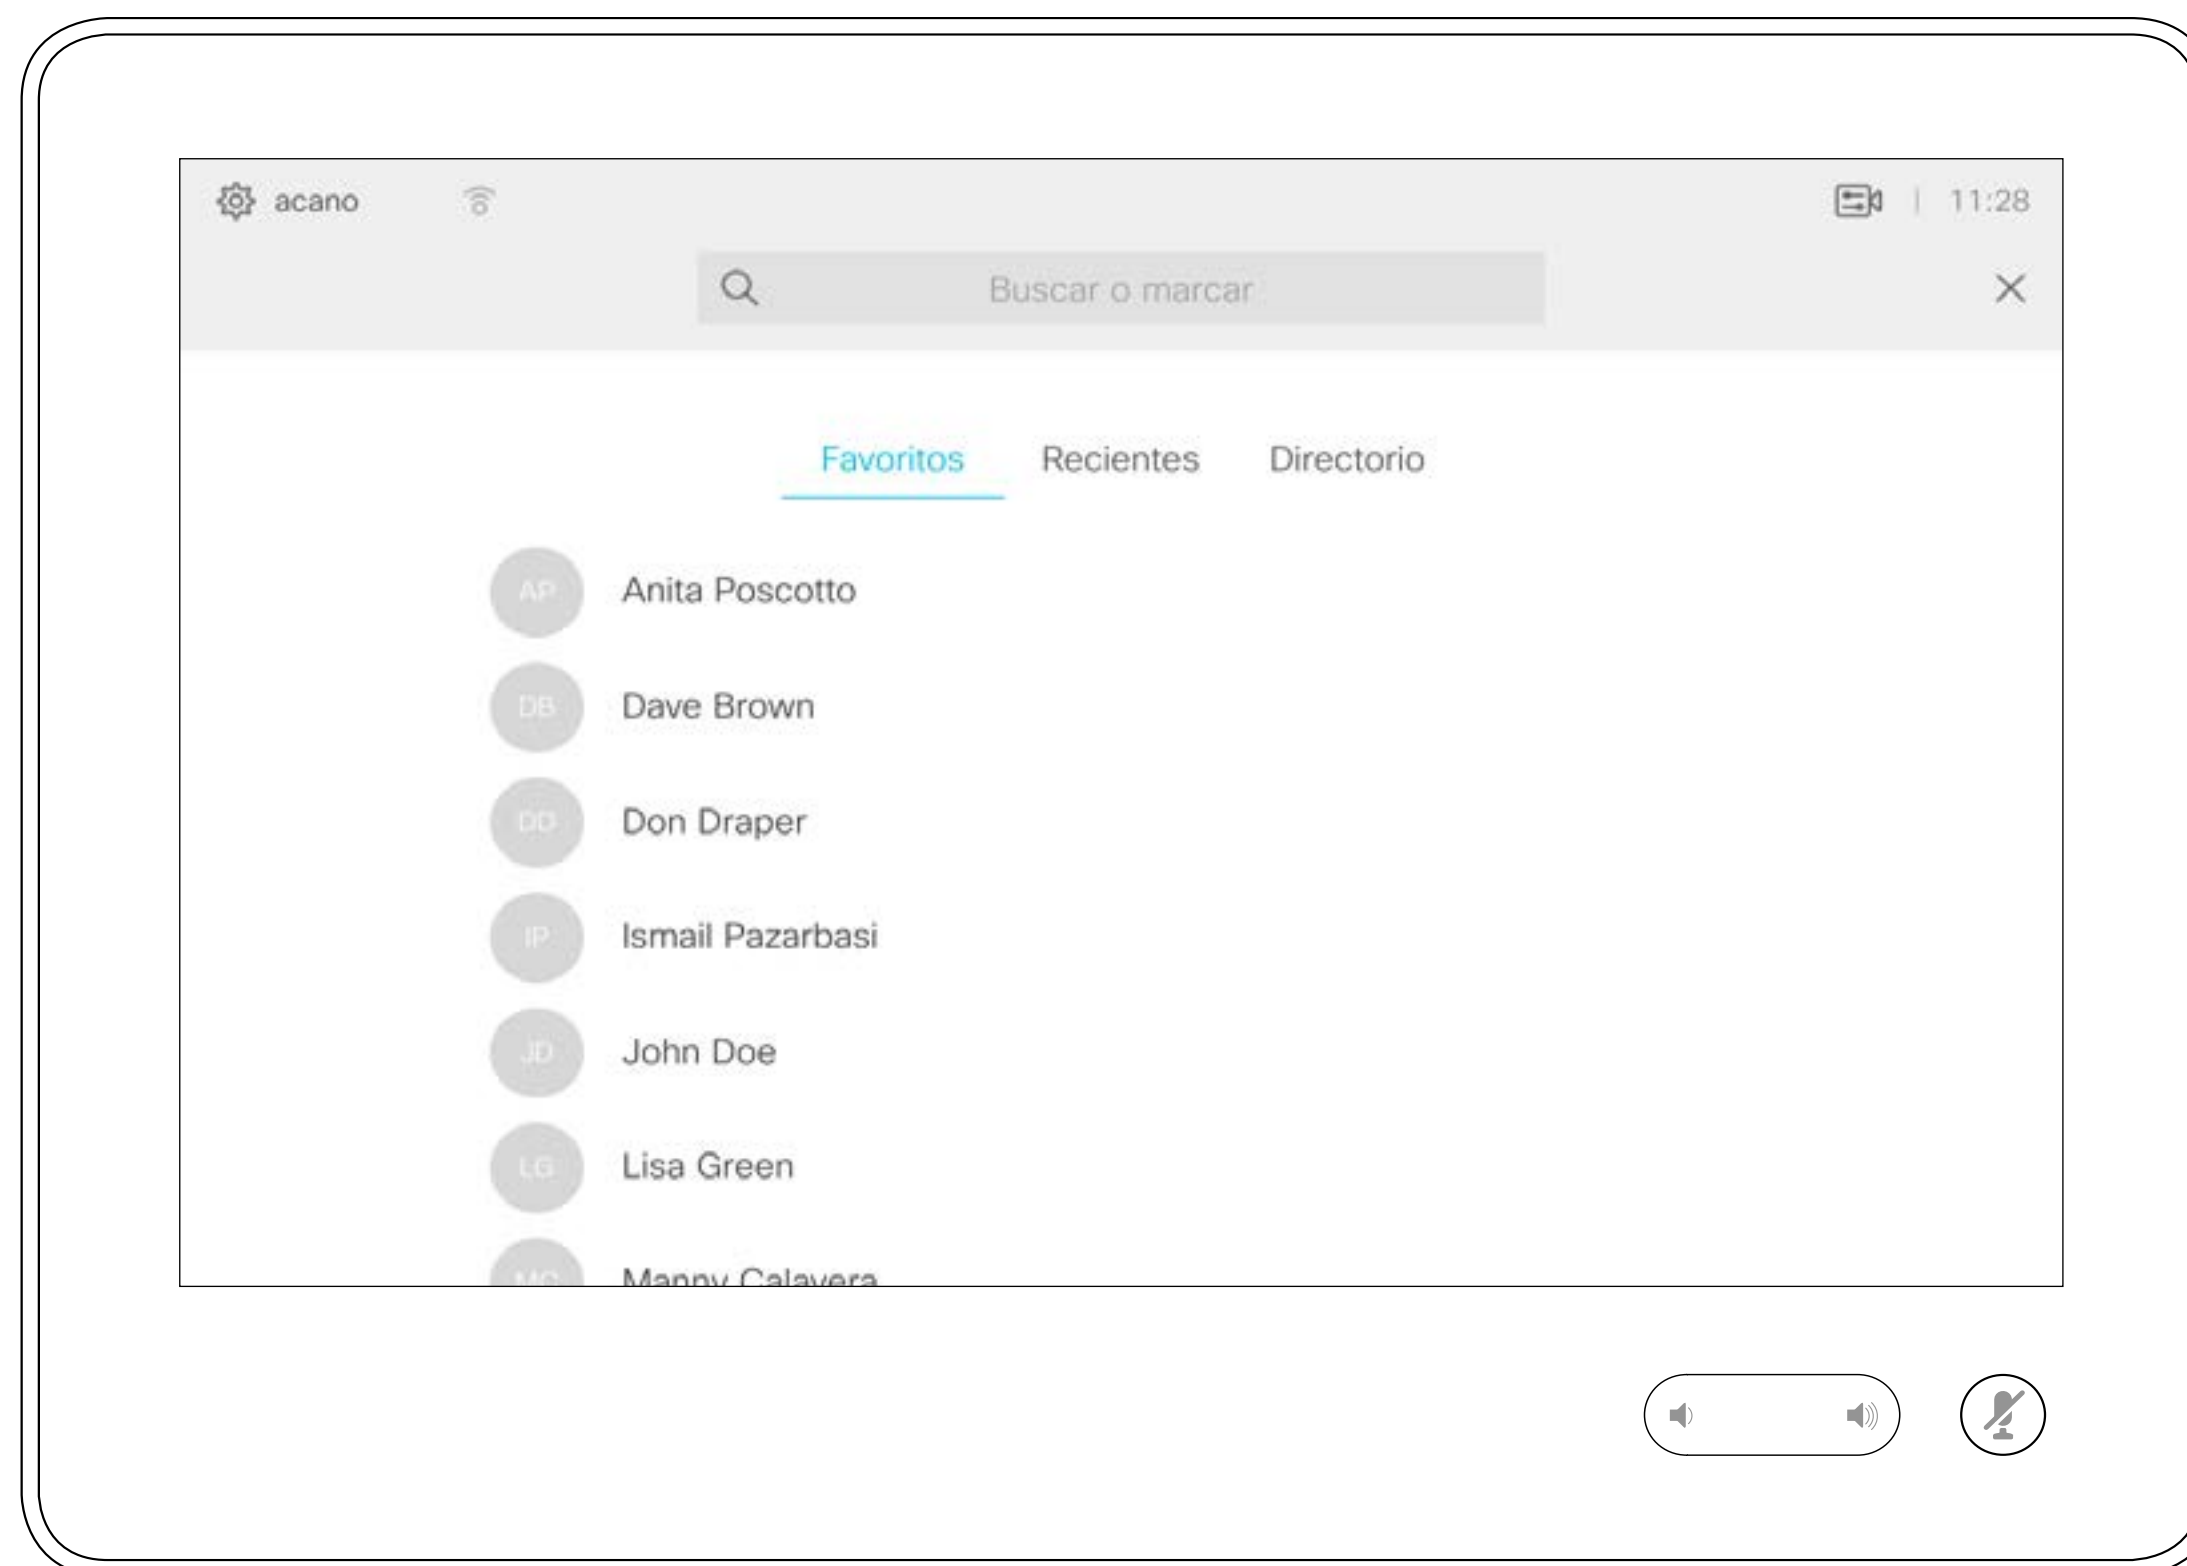 acano
11:28
Buscar o marcar
Favoritos Recientes Directorio
AP Anita Poscotto
DB Dave Brown
DD Don Draper
IP Ismail Pazarbasi
JD John Doe
LG Lisa Green
MC Manny Calavera